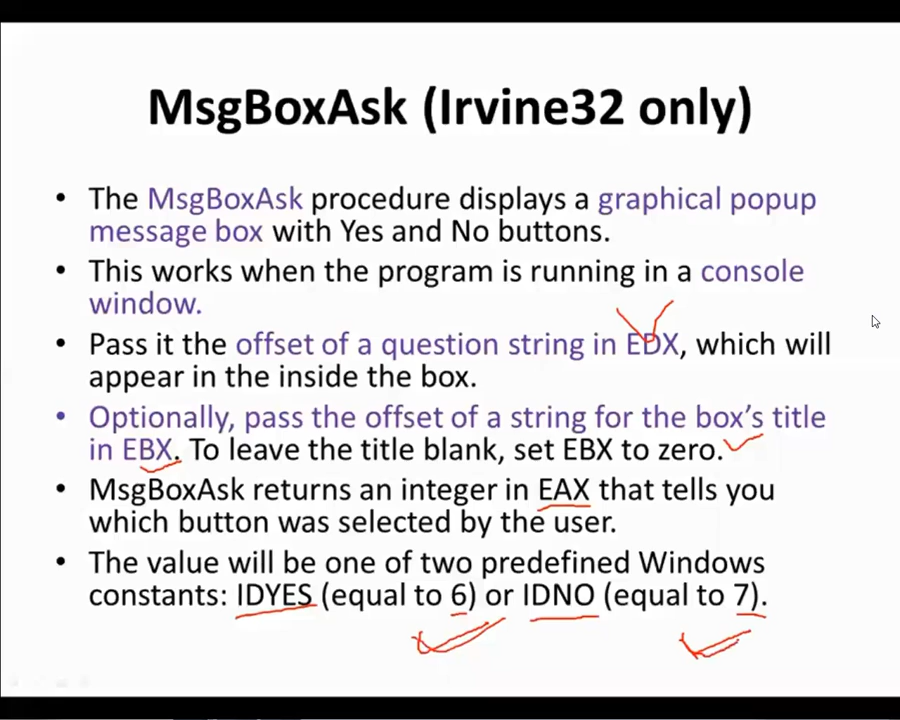 MsgBoxAsk (Irvine32 only)
• The MsgBoxAsk procedure displays a graphical popup
message box with Yes and No buttons.
• This works when the program is running in a console
window.
• Pass it the offset of a question string in EDX, which will
appear in the inside the box.
• Optionally, pass the offset of a string for the box’s title
in EBX. To leave the title blank, set EBX to zero.
• MsgBoxAsk returns an integer in EAX that tells you
which button was selected by the user.
• The value will be one of two predefined Windows
constants: IDYES (equal to 6) or IDNO (equal to 7).